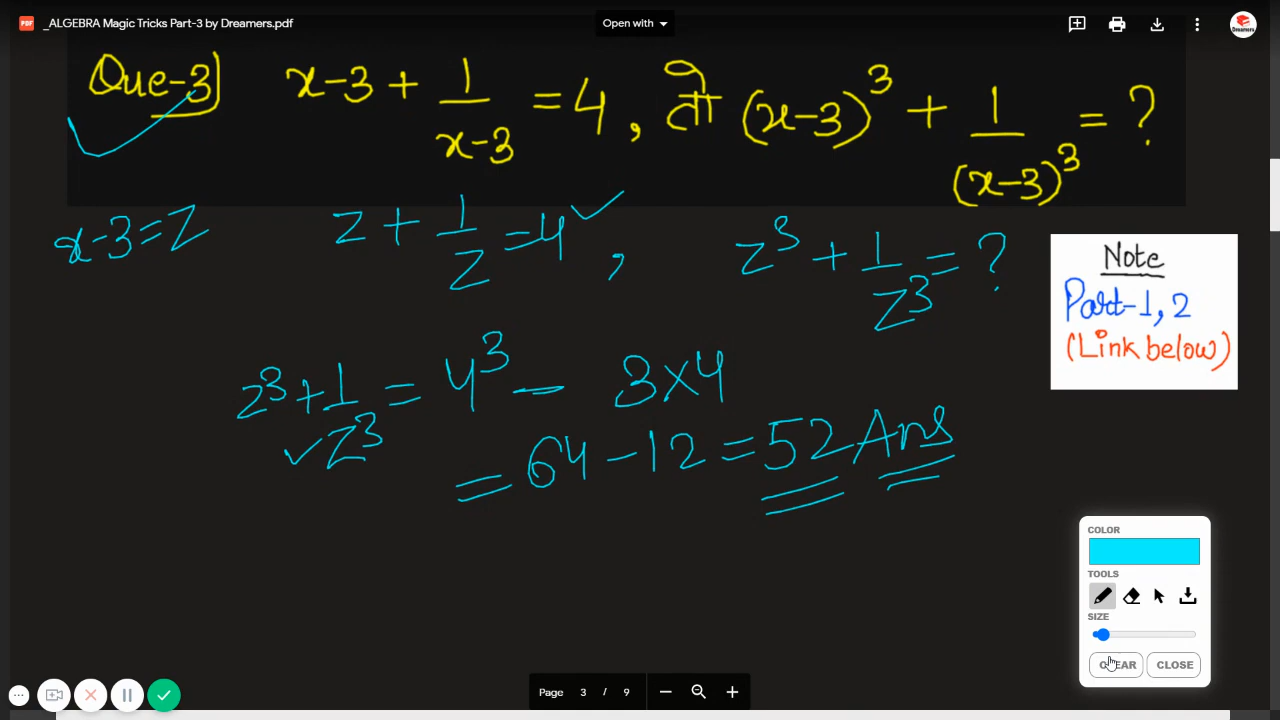 _ALGEBRA Magic Tricks Part-3 by Dreamers.pdf
Open with
Dreamers
Que-3 x-3 + 1/(x-3) = 4, तो (x-3)³ + 1/(x-3)³ = ?
x-3=z z + 1/z = 4, z³ + 1/z³ = ?
Note
Part-1, 2
(Link below)
z³ + 1/z³ = 4³ - 3×4
= 64 - 12 = 52 Ans
COLOR
TOOLS
SIZE
CLEAR CLOSE
Page 3 / 9